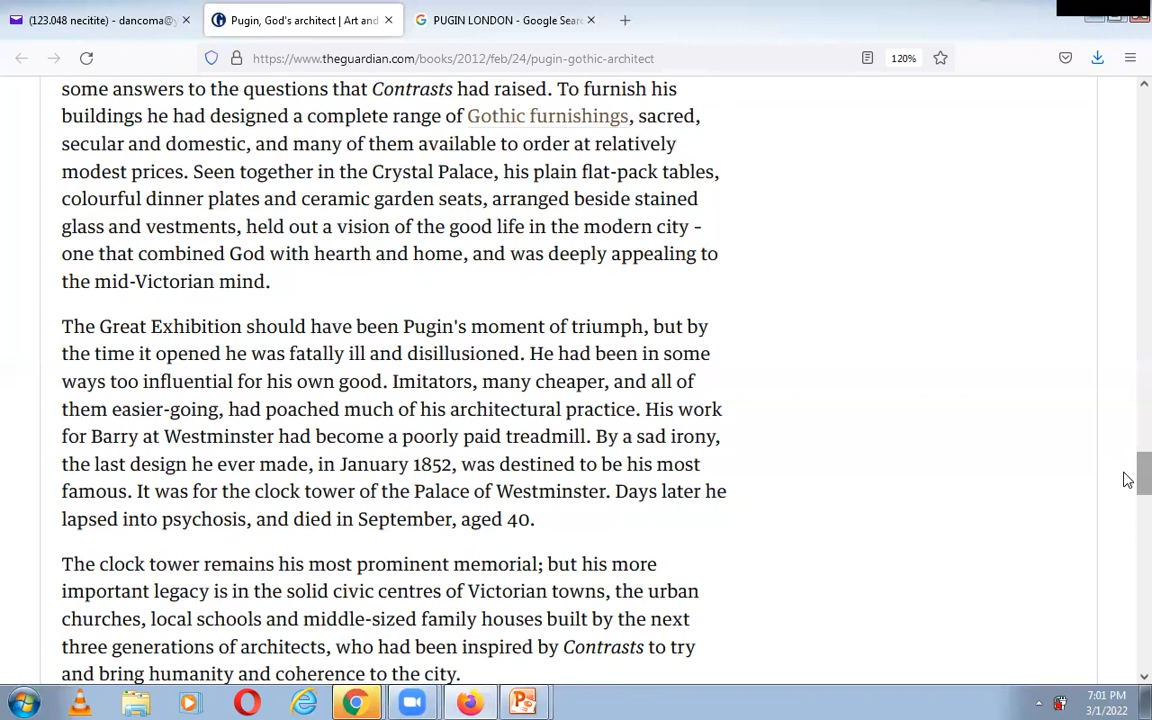 (123.048 necitite) - dancoma@
Pugin, God's architect | Art and
PUGIN LONDON - Google Sear
https://www.theguardian.com/books/2012/feb/24/pugin-gothic-architect
120%
some answers to the questions that Contrasts had raised. To furnish his
buildings he had designed a complete range of Gothic furnishings, sacred,
secular and domestic, and many of them available to order at relatively
modest prices. Seen together in the Crystal Palace, his plain flat-pack tables,
colourful dinner plates and ceramic garden seats, arranged beside stained
glass and vestments, held out a vision of the good life in the modern city –
one that combined God with hearth and home, and was deeply appealing to
the mid-Victorian mind.
The Great Exhibition should have been Pugin's moment of triumph, but by
the time it opened he was fatally ill and disillusioned. He had been in some
ways too influential for his own good. Imitators, many cheaper, and all of
them easier-going, had poached much of his architectural practice. His work
for Barry at Westminster had become a poorly paid treadmill. By a sad irony,
the last design he ever made, in January 1852, was destined to be his most
famous. It was for the clock tower of the Palace of Westminster. Days later he
lapsed into psychosis, and died in September, aged 40.
The clock tower remains his most prominent memorial; but his more
important legacy is in the solid civic centres of Victorian towns, the urban
churches, local schools and middle-sized family houses built by the next
three generations of architects, who had been inspired by Contrasts to try
and bring humanity and coherence to the city.
7:01 PM
3/1/2022